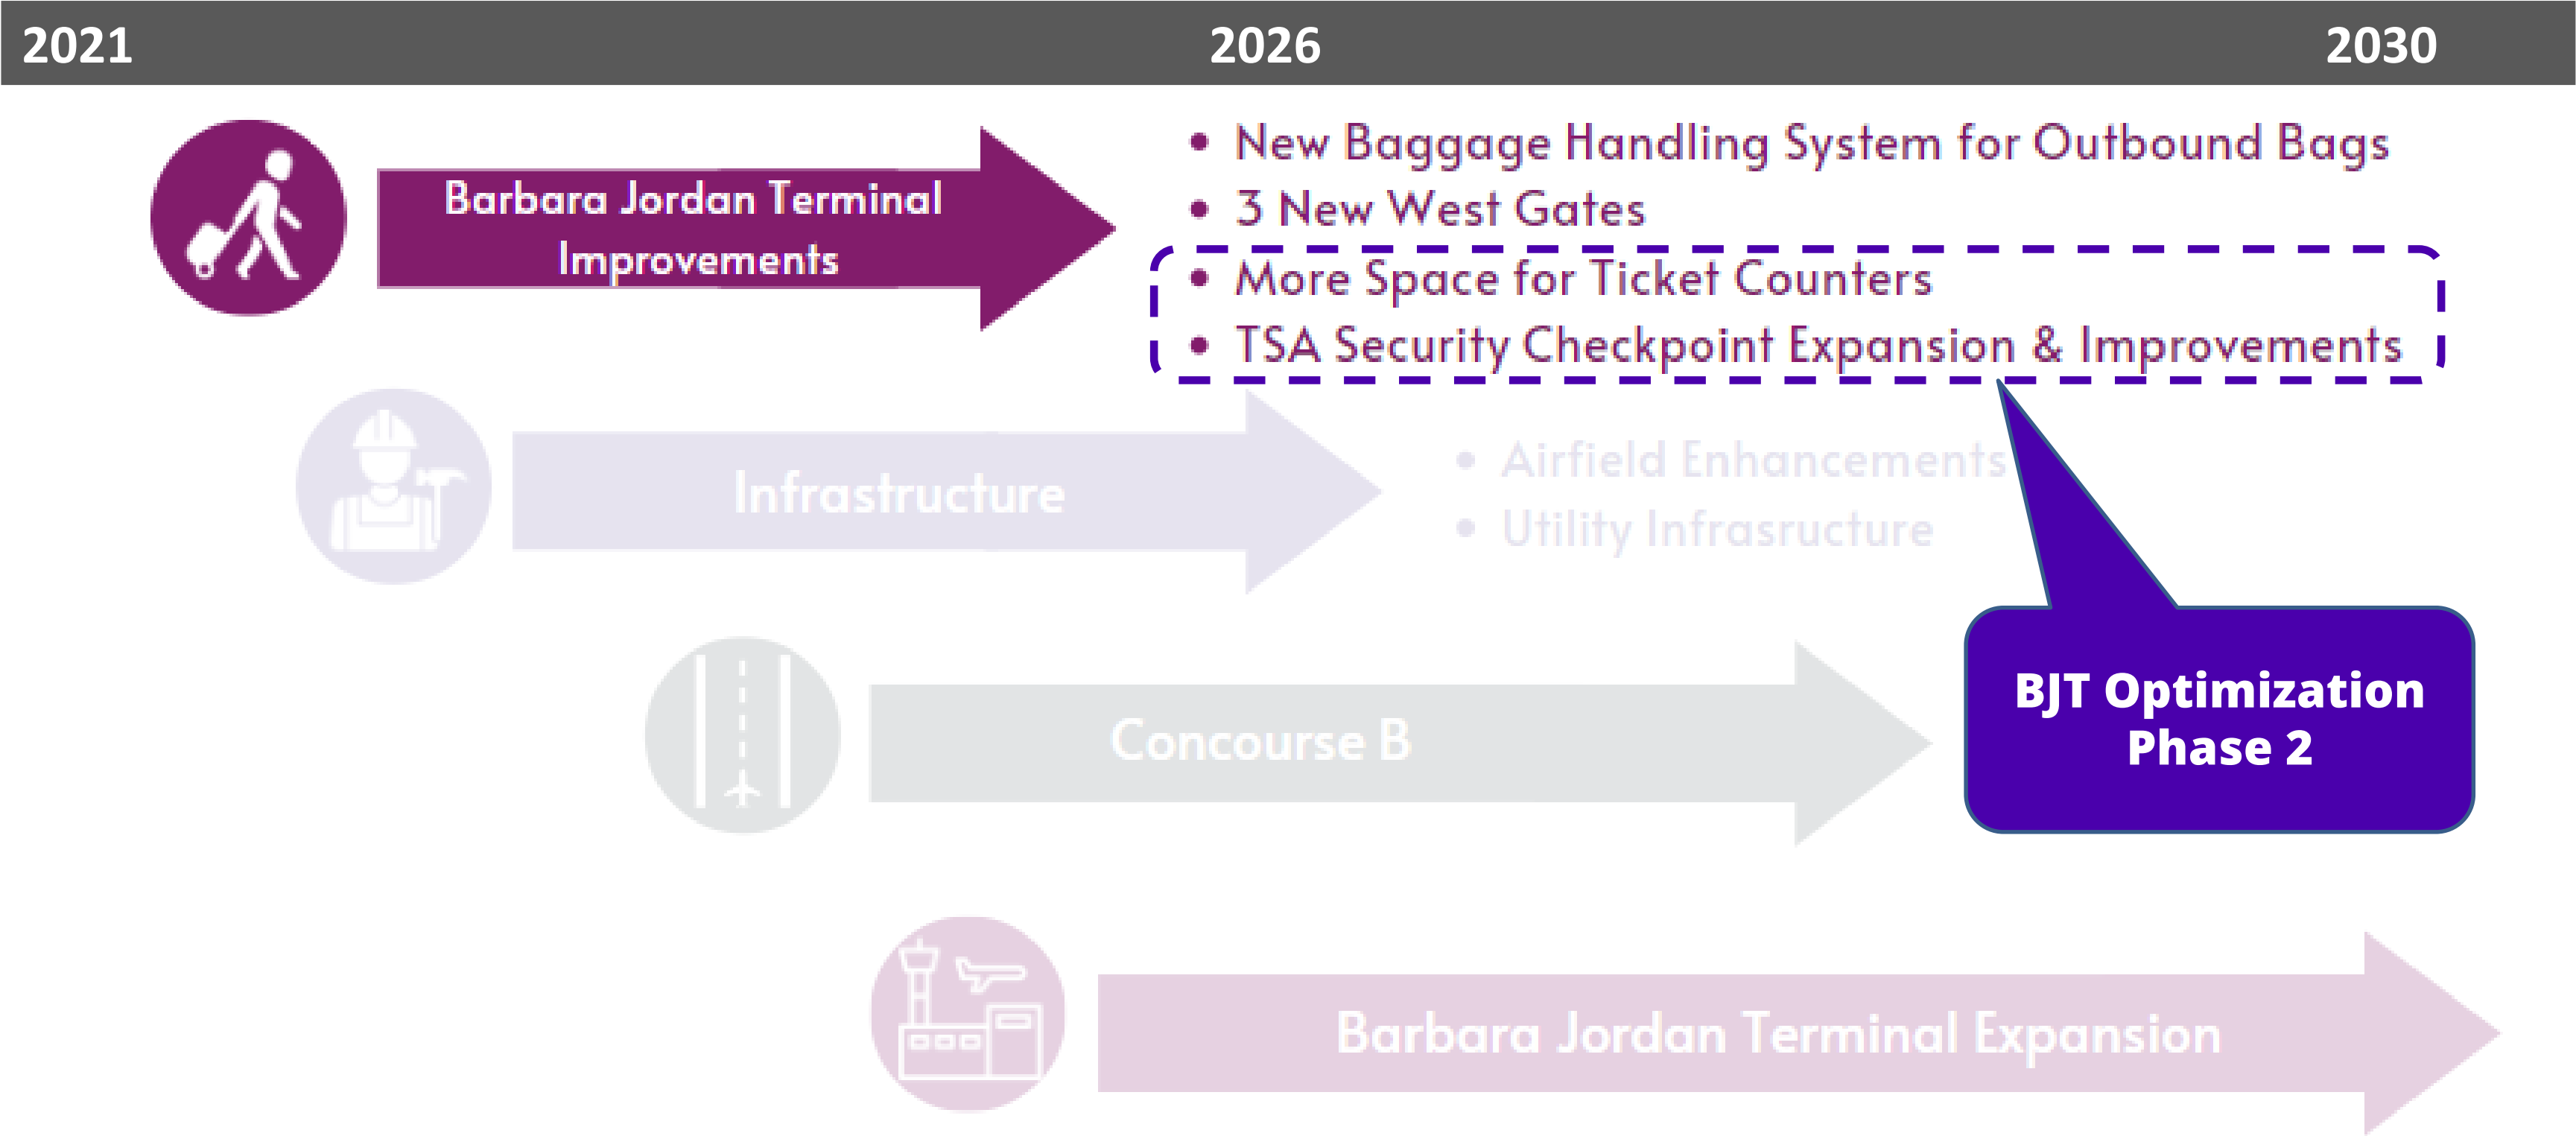 2021 2026 2030
Barbara Jordan Terminal
Improvements
• New Baggage Handling System for Outbound Bags
• 3 New West Gates
• More Space for Ticket Counters
• TSA Security Checkpoint Expansion & Improvements
Infrastructure
• Airfield Enhancements
• Utility Infrasructure
Concourse B
BJT Optimization
Phase 2
Barbara Jordan Terminal Expansion